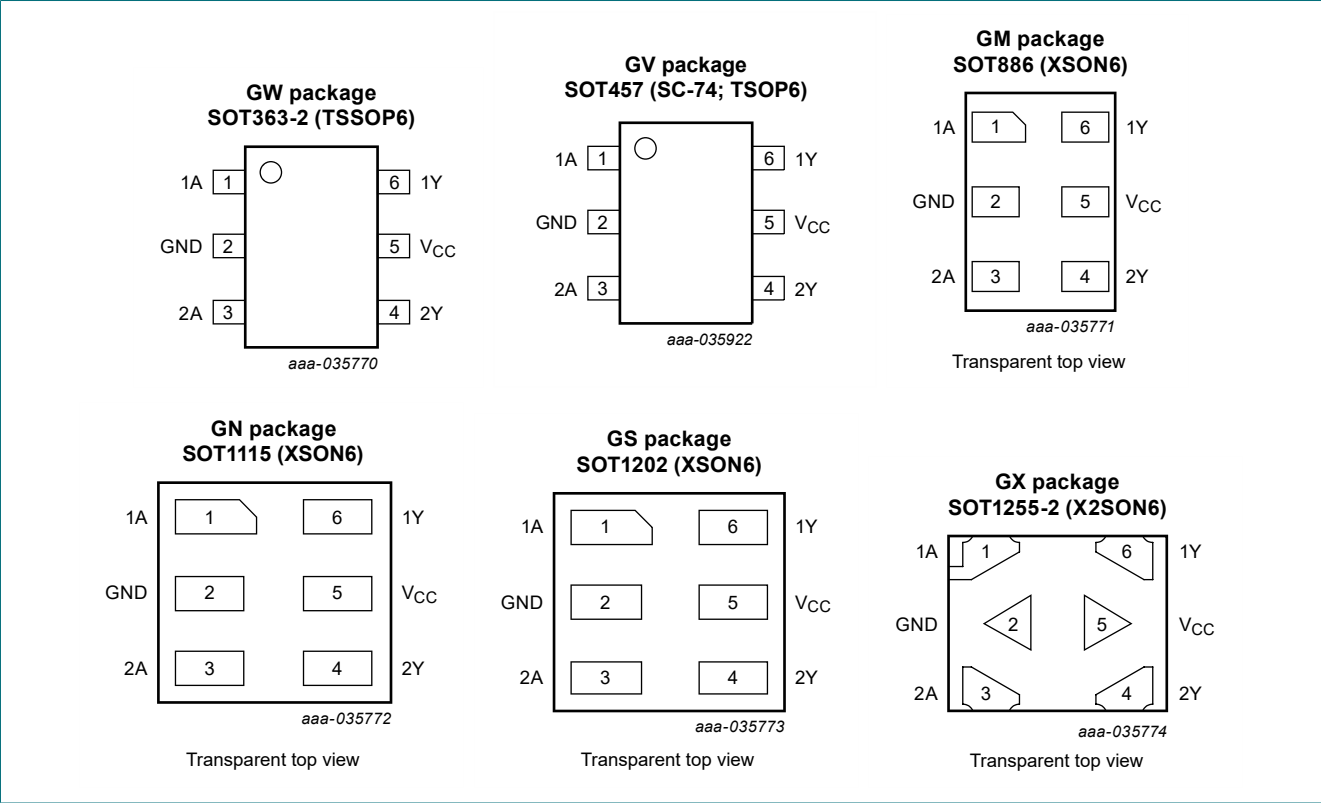 GW package
SOT363-2 (TSSOP6)
1A 1 6 1Y
GND 2 5 VCC
2A 3 4 2Y
aaa-035770
GV package
SOT457 (SC-74; TSOP6)
1A 1 6 1Y
GND 2 5 VCC
2A 3 4 2Y
aaa-035922
GM package
SOT886 (XSON6)
1A 1 6 1Y
GND 2 5 VCC
2A 3 4 2Y
aaa-035771
Transparent top view
GN package
SOT1115 (XSON6)
1A 1 6 1Y
GND 2 5 VCC
2A 3 4 2Y
aaa-035772
Transparent top view
GS package
SOT1202 (XSON6)
1A 1 6 1Y
GND 2 5 VCC
2A 3 4 2Y
aaa-035773
Transparent top view
GX package
SOT1255-2 (X2SON6)
1A 1 6 1Y
GND 2 5 VCC
2A 3 4 2Y
aaa-035774
Transparent top view